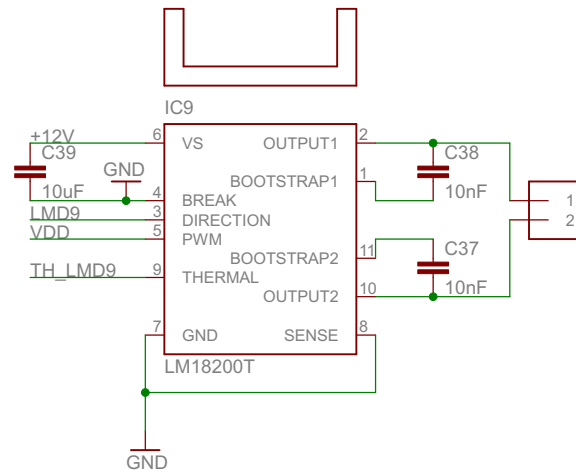 IC9
+12V
6
VS
OUTPUT1
2
C39
C38
GND
BOOTSTRAP1
1
10uF
10nF
4
BREAK
1
LMD9
3
DIRECTION
2
VDD
5
PWM
BOOTSTRAP2
11
C37
TH_LMD9
9
THERMAL
10nF
OUTPUT2
10
7
GND
SENSE
8
LM18200T
GND